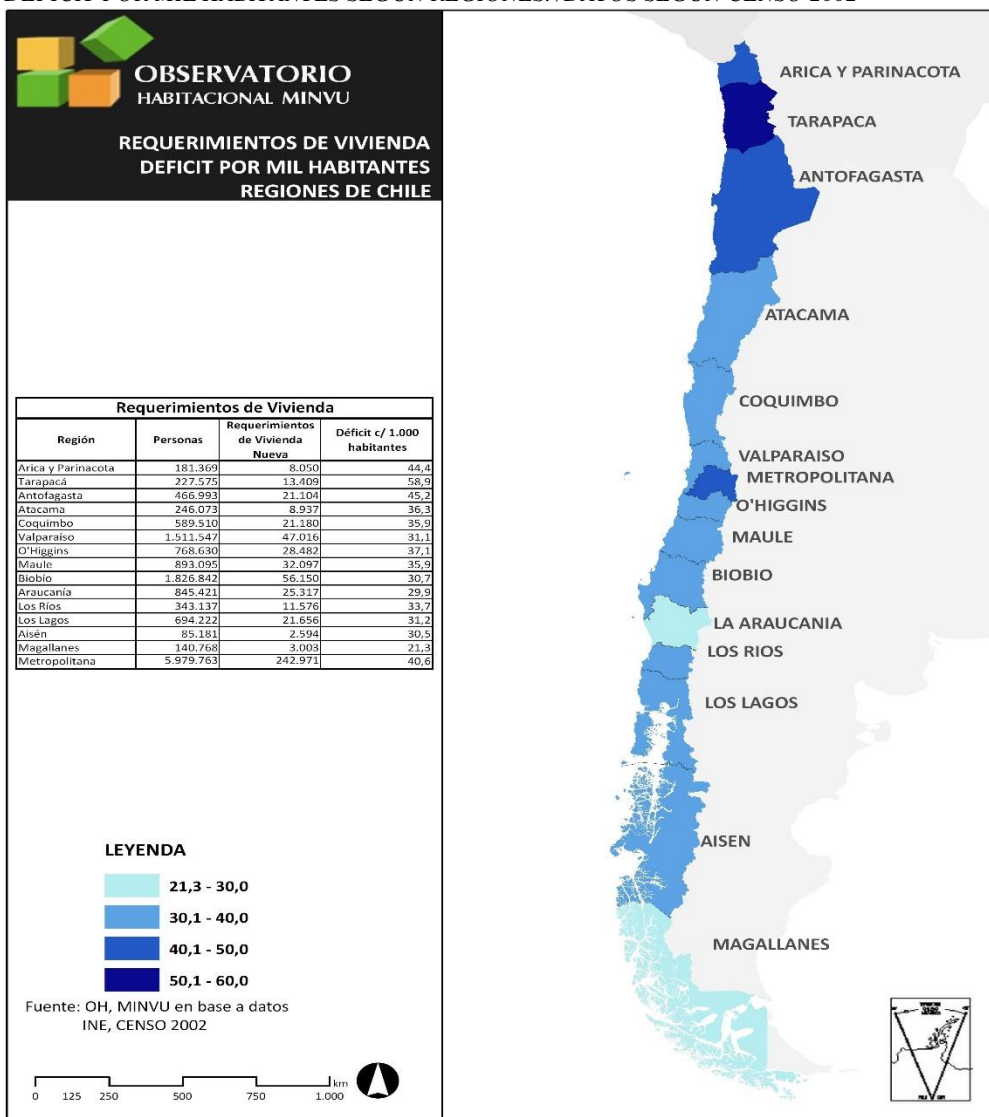 DEFICIT POR MIL HABITANTES SEGÚN REGIONES./DATOS SEGÚN CENSO 2002
OBSERVATORIO
HABITACIONAL MINVU
REQUERIMIENTOS DE VIVIENDA
DEFICIT POR MIL HABITANTES
REGIONES DE CHILE
Requerimientos de Vivienda
Región Personas Requerimientos de Vivienda Nueva Déficit c/ 1.000 habitantes
Arica y Parinacota 181.369 8.050 44,4
Tarapacá 227.575 13.409 58,9
Antofagasta 466.993 21.104 45,2
Atacama 246.073 8.937 36,3
Coquimbo 589.510 21.180 35,9
Valparaíso 1.511.547 47.016 31,1
O'Higgins 768.630 28.482 37,1
Maule 893.095 32.097 35,9
Biobío 1.826.842 56.150 30,7
Araucanía 845.421 25.317 29,9
Los Ríos 343.137 11.576 33,7
Los Lagos 694.222 21.656 31,2
Aisén 85.181 2.594 30,5
Magallanes 140.768 3.003 21,3
Metropolitana 5.979.763 242.971 40,6
LEYENDA
21,3 - 30,0
30,1 - 40,0
40,1 - 50,0
50,1 - 60,0
Fuente: OH, MINVU en base a datos
INE, CENSO 2002
km
0 125 250 500 750 1.000
ARICA Y PARINACOTA
TARAPACA
ANTOFAGASTA
ATACAMA
COQUIMBO
VALPARAISO
METROPOLITANA
O'HIGGINS
MAULE
BIOBIO
LA ARAUCANIA
LOS RIOS
LOS LAGOS
AISEN
MAGALLANES